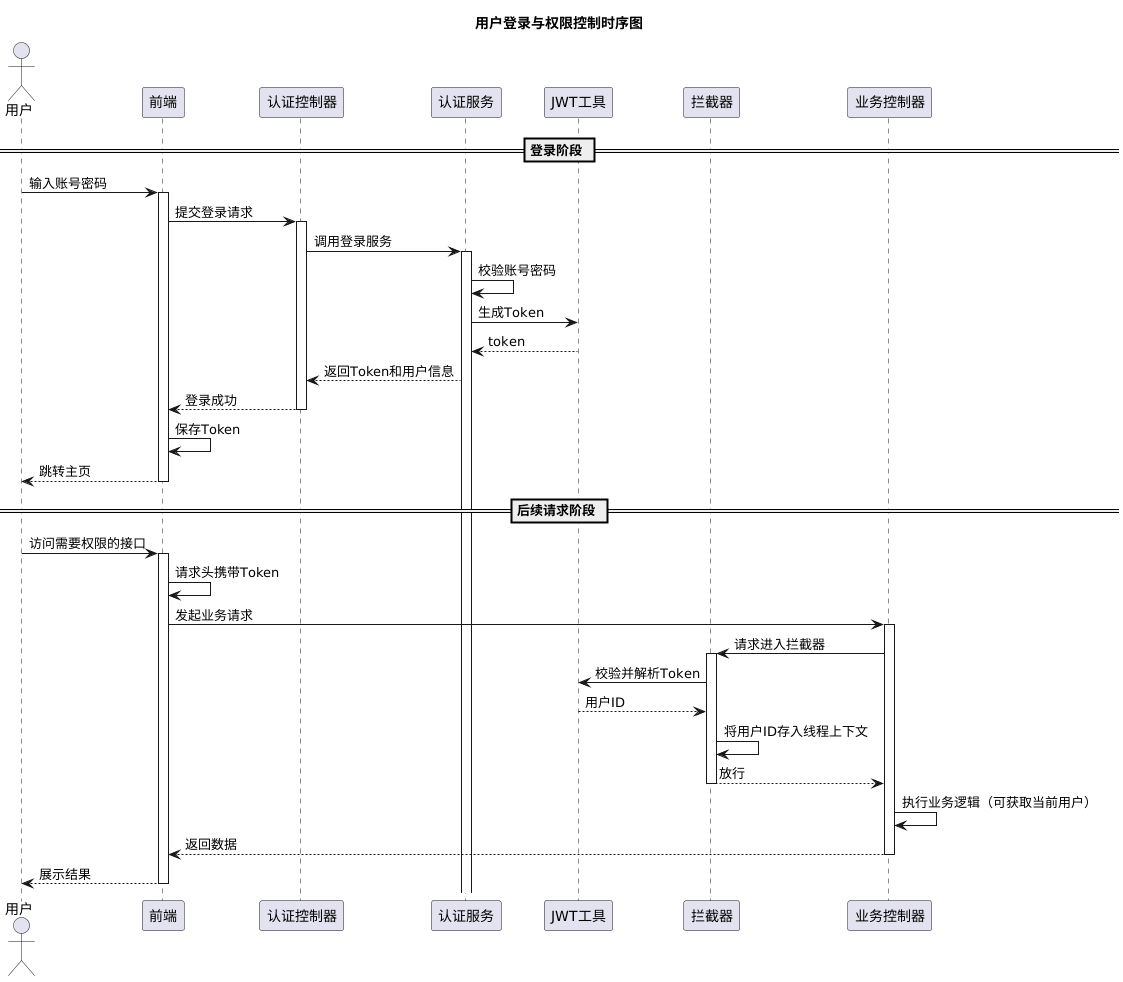 用户登录与权限控制时序图
用户
前端
认证控制器
认证服务
JWT工具
拦截器
业务控制器
登录阶段
输入账号密码
提交登录请求
调用登录服务
校验账号密码
生成Token
token
返回Token和用户信息
登录成功
保存Token
跳转主页
后续请求阶段
访问需要权限的接口
请求头携带Token
发起业务请求
请求进入拦截器
校验并解析Token
用户ID
将用户ID存入线程上下文
放行
执行业务逻辑（可获取当前用户）
返回数据
展示结果
用户
前端
认证控制器
认证服务
JWT工具
拦截器
业务控制器